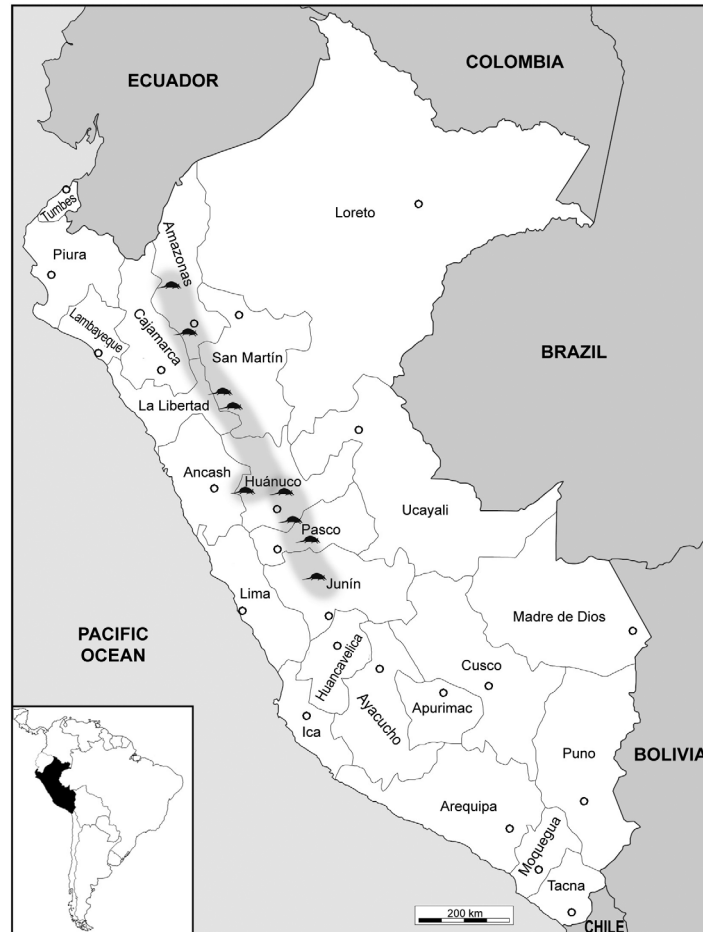 COLOMBIA
ECUADOR
Tumbes
Loreto
Piura
Amazonas
Lambayeque
Cajamarca
San Martín
BRAZIL
La Libertad
Ancash
Huánuco
Ucayali
Pasco
Junín
Lima
Madre de Dios
PACIFIC
OCEAN
Huancavelica
Cusco
Ayacucho
Apurimac
Ica
Puno
BOLIVIA
Arequipa
Moquegua
Tacna
200 km
CHILE